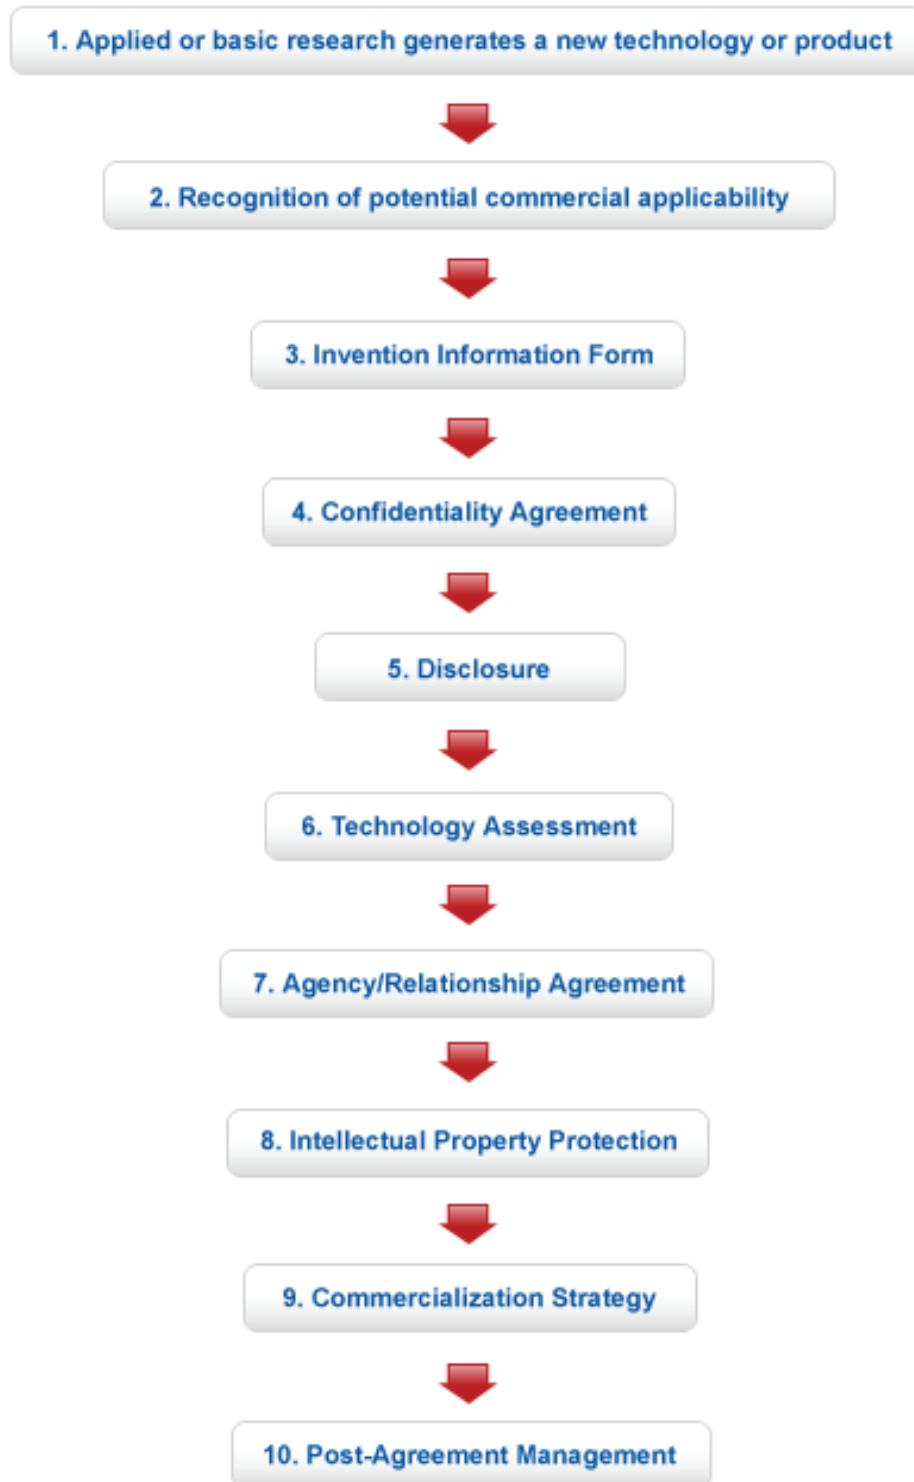 1. Applied or basic research generates a new technology or product
2. Recognition of potential commercial applicability
3. Invention Information Form
4. Confidentiality Agreement
5. Disclosure
6. Technology Assessment
7. Agency/Relationship Agreement
8. Intellectual Property Protection
9. Commercialization Strategy
10. Post-Agreement Management